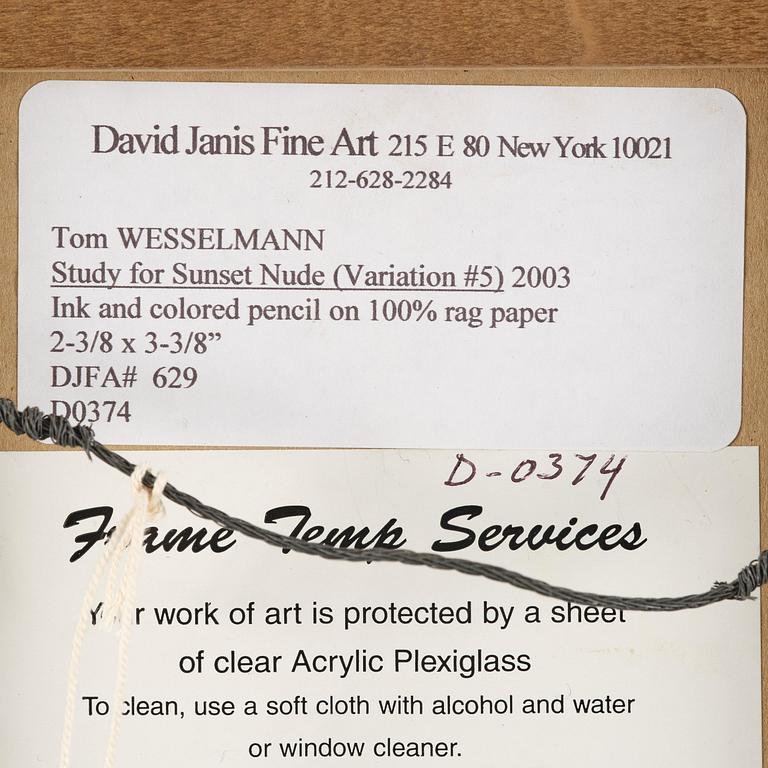 David Janis Fine Art 215 E 80 New York 10021
212-628-2284
Tom WESSELMANN
Study for Sunset Nude (Variation #5) 2003
Ink and colored pencil on 100% rag paper
2-3/8 x 3-3/8”
DJFA# 629
D0374
D-0374
Frame Temp Services
Your work of art is protected by a sheet
of clear Acrylic Plexiglass
To clean, use a soft cloth with alcohol and water
or window cleaner.